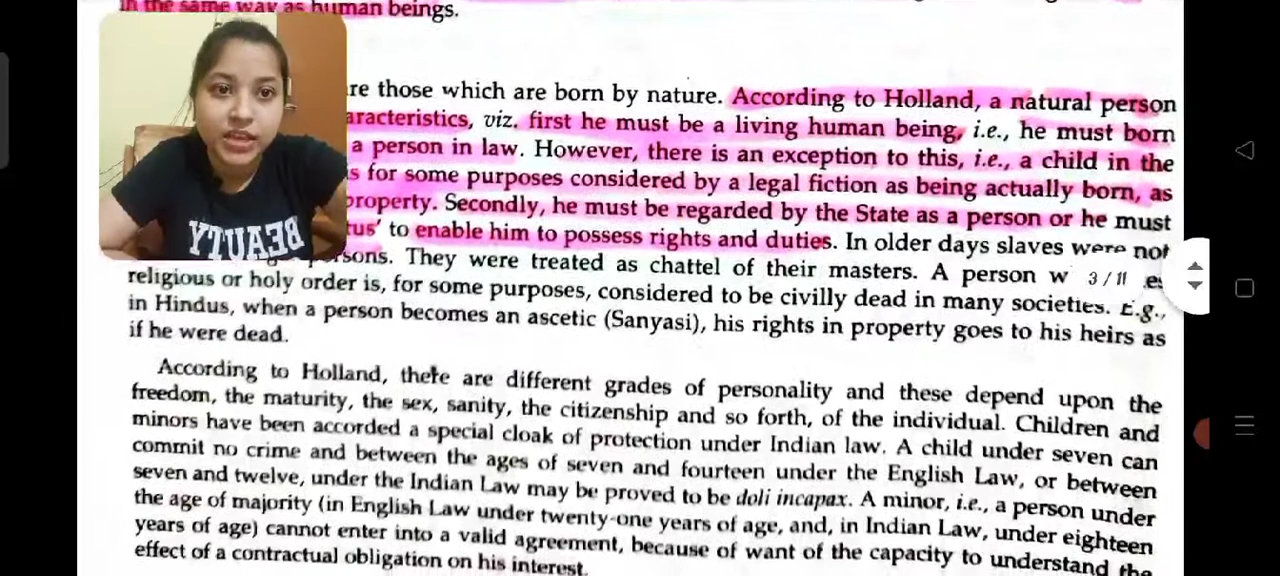 in the same way as human beings.
re those which are born by nature. According to Holland, a natural person
aracteristics, viz. first he must be a living human being, i.e., he must born
a person in law. However, there is an exception to this, i.e., a child in the
s for some purposes considered by a legal fiction as being actually born, as
property. Secondly, he must be regarded by the State as a person or he must
tus' to enable him to possess rights and duties. In older days slaves were not
rsons. They were treated as chattel of their masters. A person w
3/11
religious or holy order is, for some purposes, considered to be civilly dead in many societies. E.g.,
in Hindus, when a person becomes an ascetic (Sanyasi), his rights in property goes to his heirs as
if he were dead.
According to Holland, there are different grades of personality and these depend upon the
freedom, the maturity, the sex, sanity, the citizenship and so forth, of the individual. Children and
minors have been accorded a special cloak of protection under Indian law. A child under seven can
commit no crime and between the ages of seven and fourteen under the English Law, or between
seven and twelve, under the Indian Law may be proved to be doli incapax. A minor, i.e., a person under
the age of majority (in English Law under twenty-one years of age, and, in Indian Law, under eighteen
years of age) cannot enter into a valid agreement, because of want of the capacity to understand the
effect of a contractual obligation on his interest.
BEAUTY